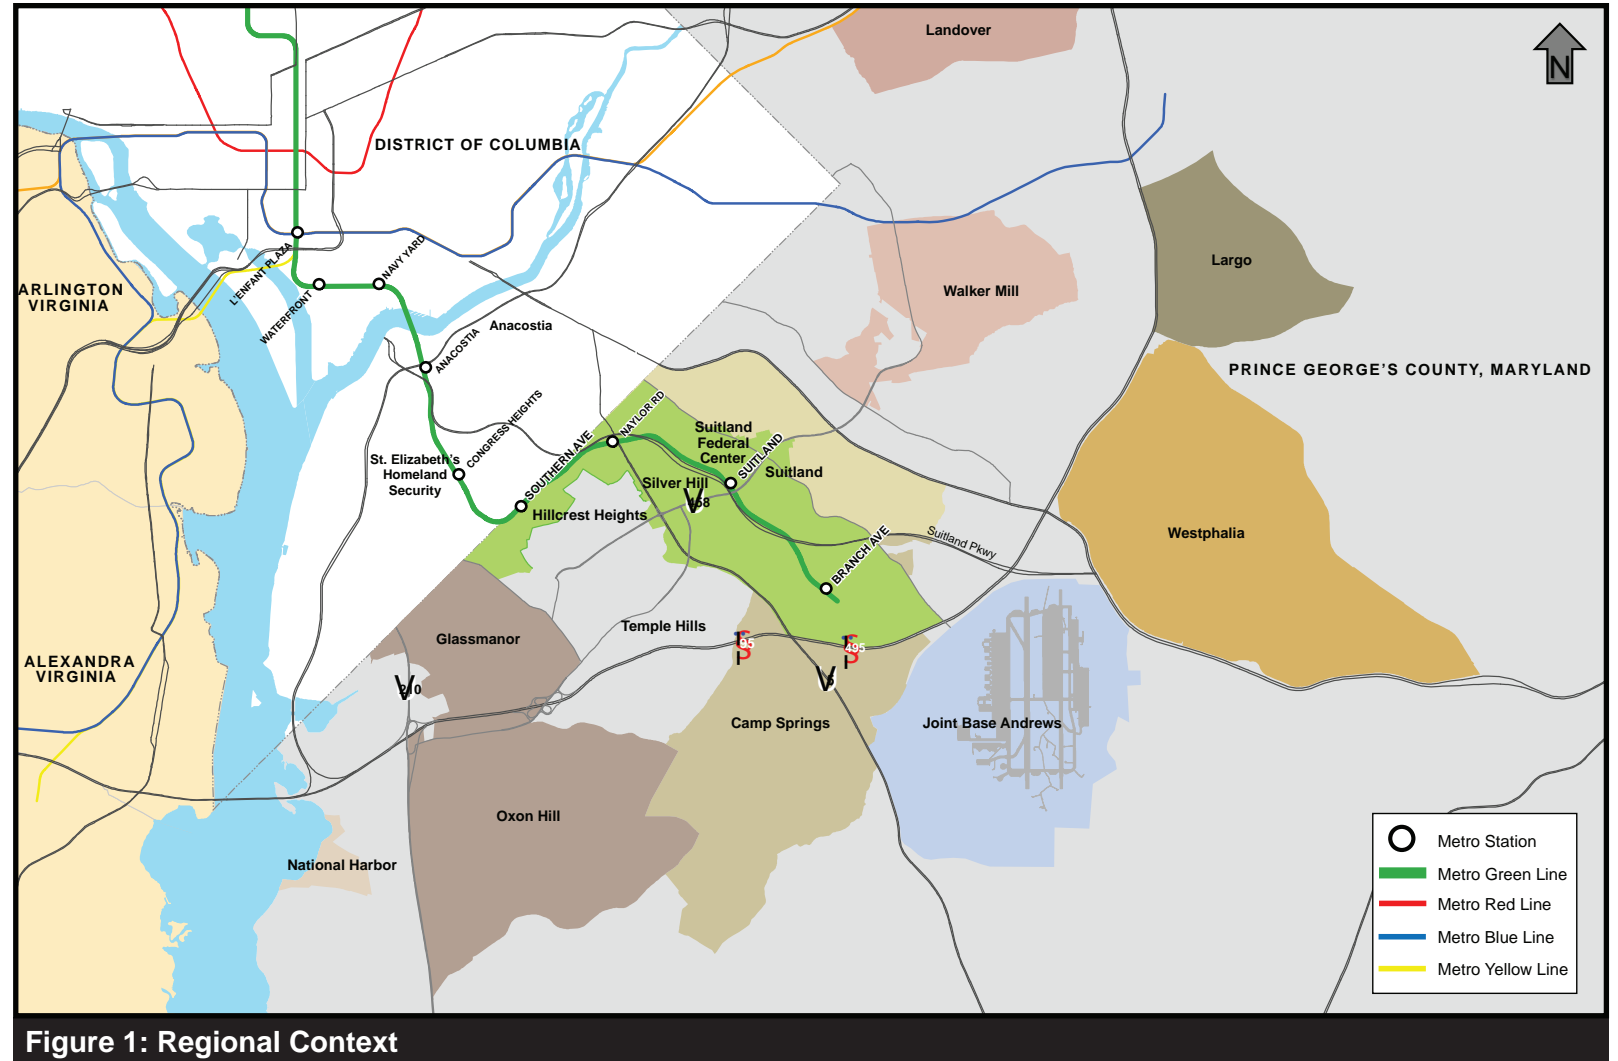 Landover
N
DISTRICT OF COLUMBIA
L'ENFANT PLAZA
NAVY YARD
WATERFRONT
ARLINGTON
VIRGINIA
Largo
Walker Mill
Anacostia
ANACOSTIA
PRINCE GEORGE'S COUNTY, MARYLAND
CONGRESS HEIGHTS
NAYLOR RD
SOUTHERN AVE
Suitland
Federal
Center
SUITLAND
St. Elizabeth's
Homeland
Security
Suitland
Silver Hill
458
Hillcrest Heights
Westphalia
Suitland Pkwy
BRANCH AVE
Temple Hills
Glassmanor
95
495
ALEXANDRA
VIRGINIA
210
5
Camp Springs
Joint Base Andrews
Oxon Hill
National Harbor
Metro Station
Metro Green Line
Metro Red Line
Metro Blue Line
Metro Yellow Line
Figure 1: Regional Context